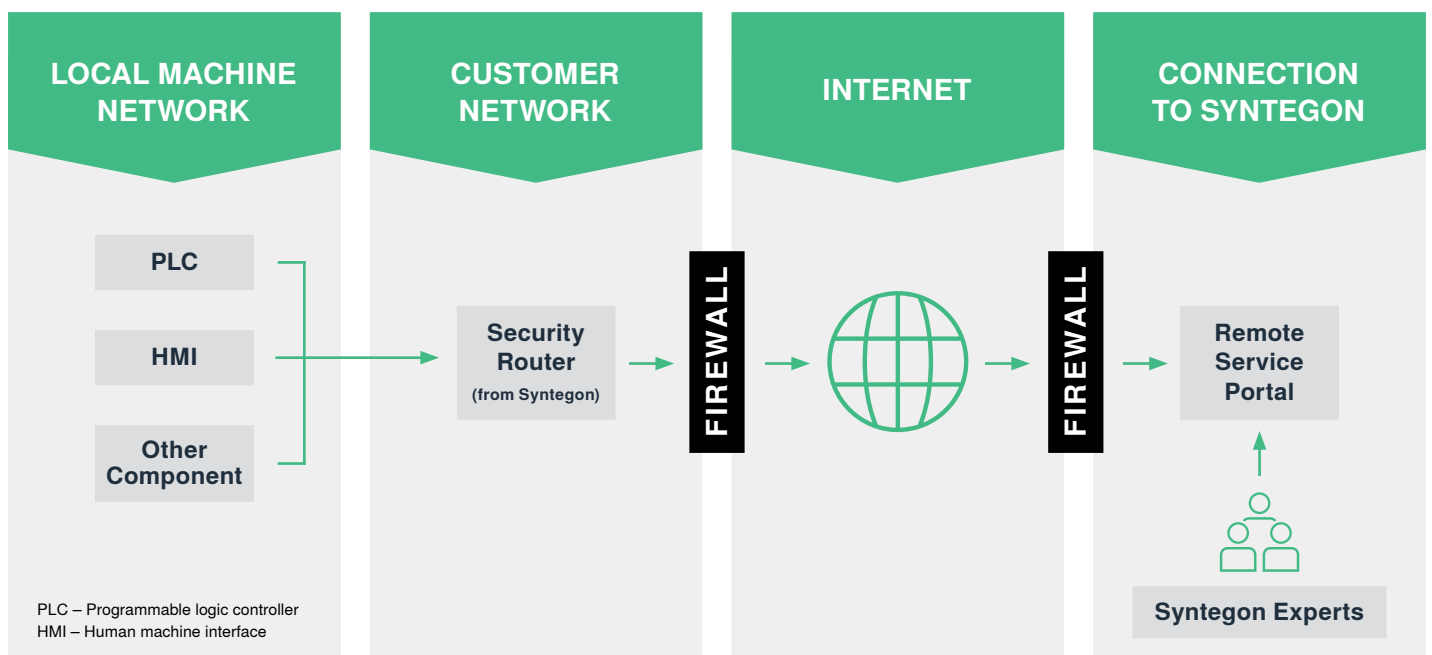 LOCAL MACHINE
NETWORK
CUSTOMER
NETWORK
INTERNET
CONNECTION
TO SYNTEGON
PLC
HMI
Other
Component
Security
Router
(from Syntegon)
FIREWALL
FIREWALL
Remote
Service
Portal
Syntegon Experts
PLC – Programmable logic controller
HMI – Human machine interface